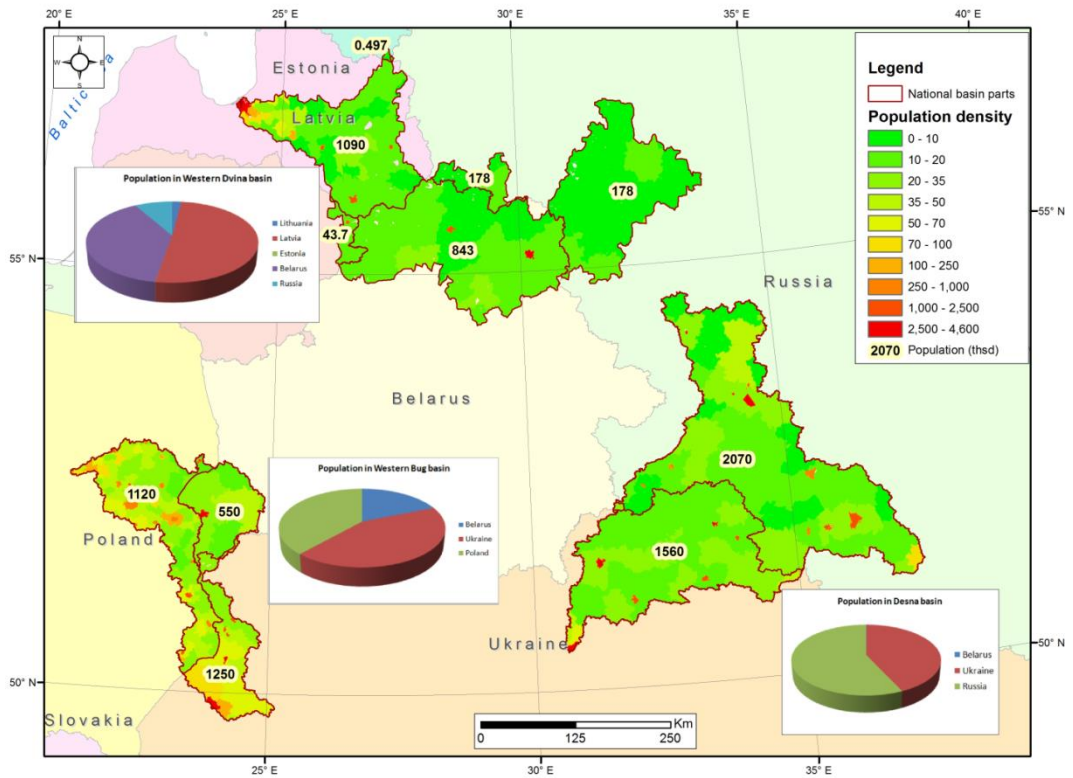 20° E
25° E
30° E
35° E
40° E
N
W
E
S
Baltic
a
0.497
Estonia
Latvia
1090
178
178
43.7
843
55° N
55° N
Russia
Legend
National basin parts
Population density
0 - 10
10 - 20
20 - 35
35 - 50
50 - 70
70 - 100
100 - 250
250 - 1,000
1,000 - 2,500
2,500 - 4,600
2070 Population (thsd)
Population in Western Dvina basin
Lithuania
Latvia
Estonia
Belarus
Russia
Belarus
Population in Western Bug basin
Belarus
Ukraine
Poland
1120
550
Poland
2070
1560
1250
Ukraine
Population in Desna basin
Belarus
Ukraine
Russia
50° N
50° N
Slovakia
Km
0
125
250
25° E
30° E
35° E